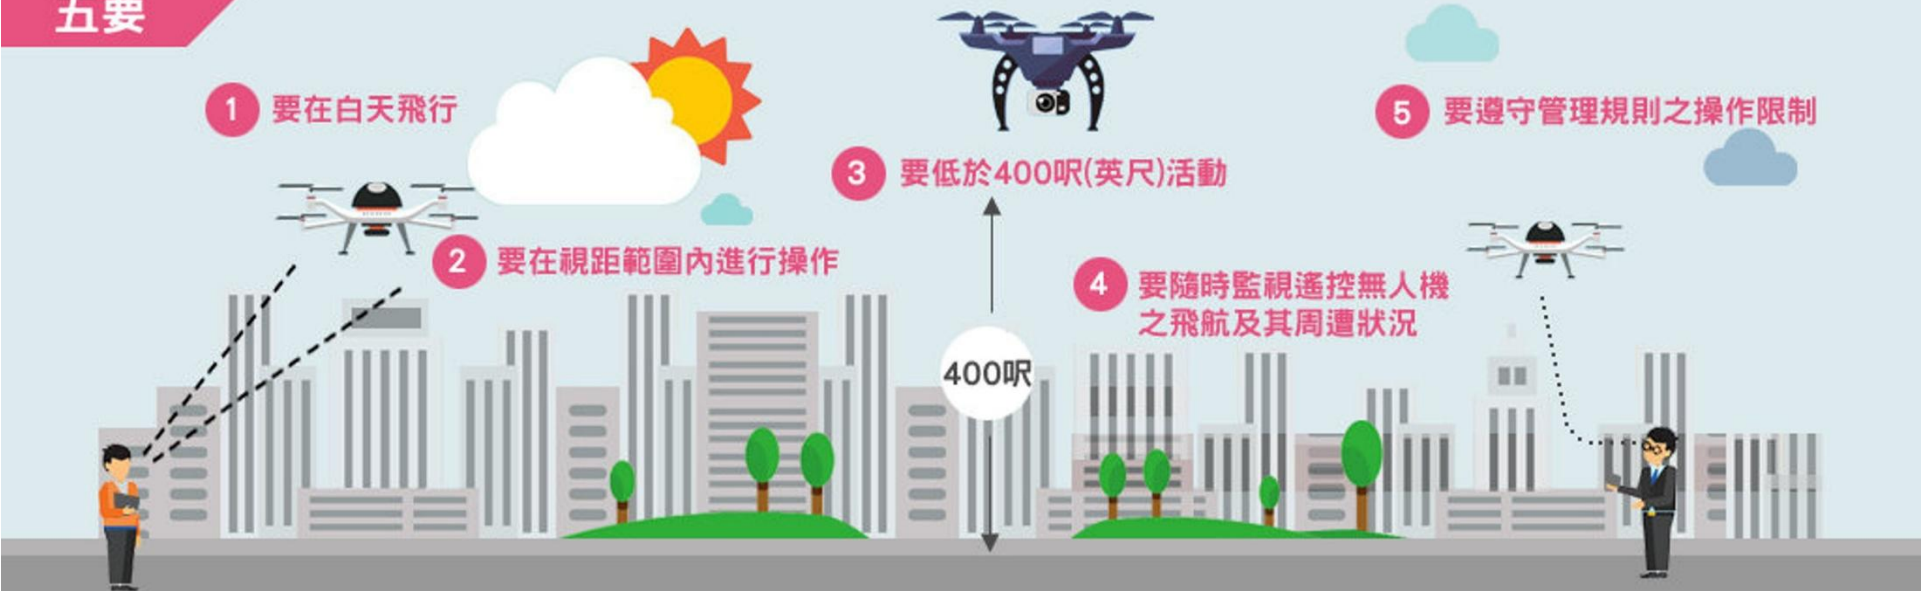 五要
1 要在白天飛行
2 要在視距範圍內進行操作
3 要低於400呎(英尺)活動
400呎
4 要隨時監視遙控無人機
之飛航及其周遭狀況
5 要遵守管理規則之操作限制